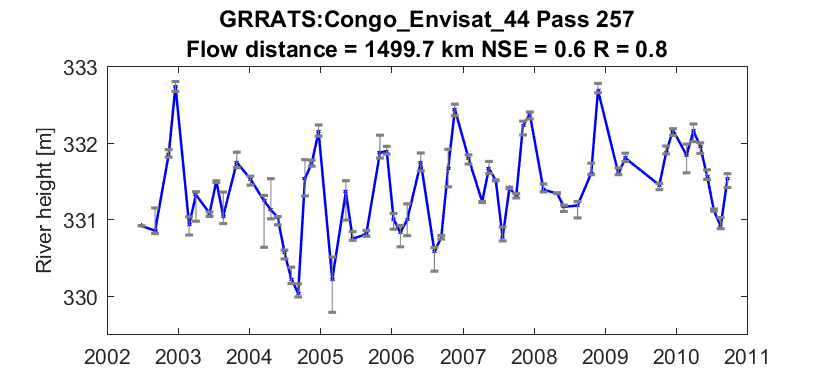 GRRATS:Congo_Envisat_44 Pass 257
Flow distance = 1499.7 km NSE = 0.6 R = 0.8
River height [m]
333
332
331
330
2002 2003 2004 2005 2006 2007 2008 2009 2010 2011